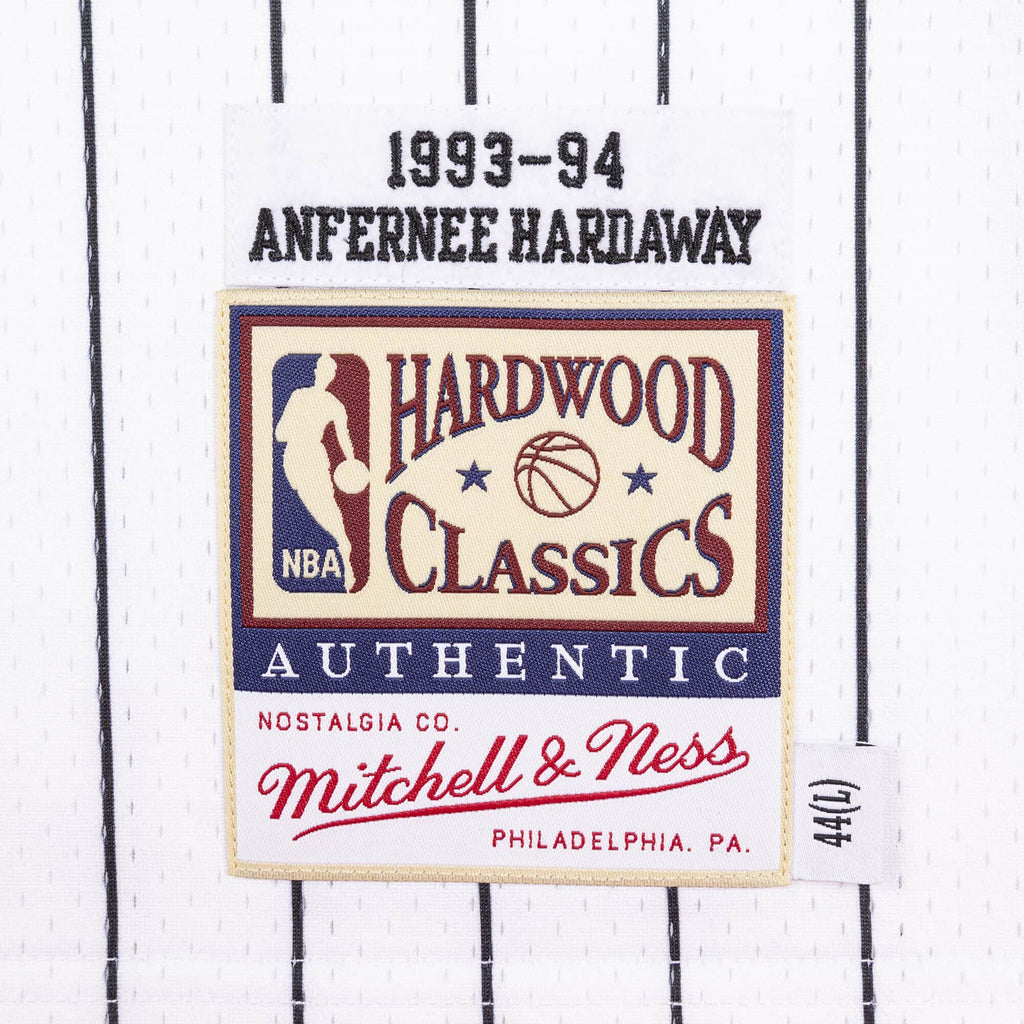 1993-94
ANFERNEE HARDAWAY
HARDWOOD
CLASSICS
NBA
AUTHENTIC
NOSTALGIA CO.
Mitchell & Ness
PHILADELPHIA. PA.
44(L)